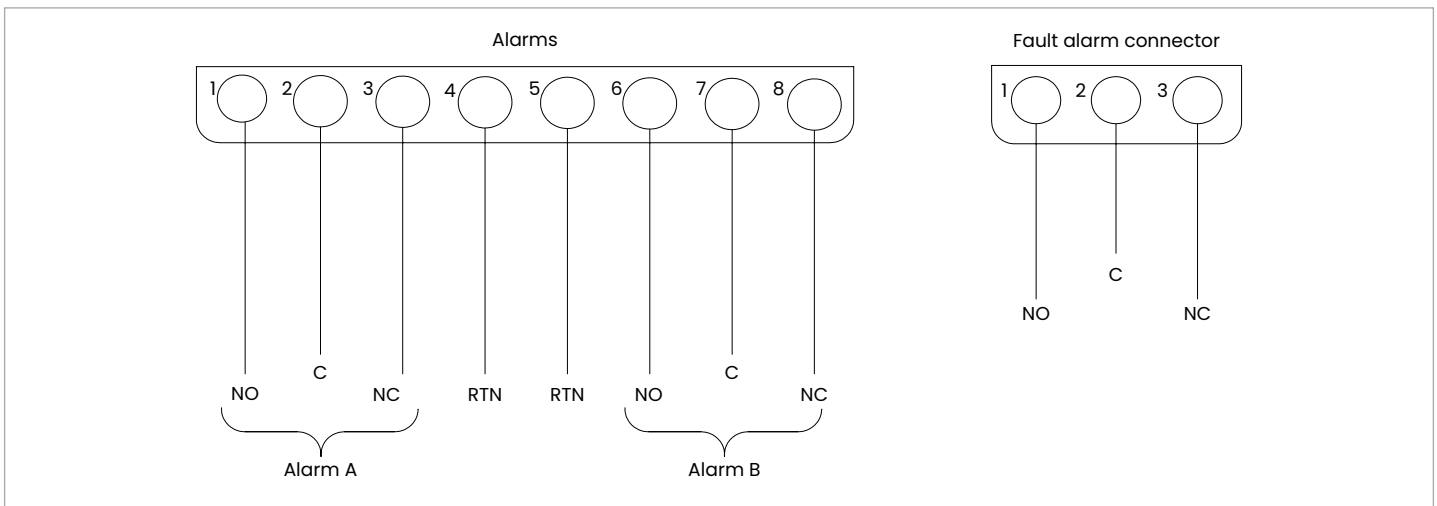 Alarms
1 2 3 4 5 6 7 8
NO C NC RTN RTN NO C NC
Alarm A Alarm B
Fault alarm connector
1 2 3
NO C NC